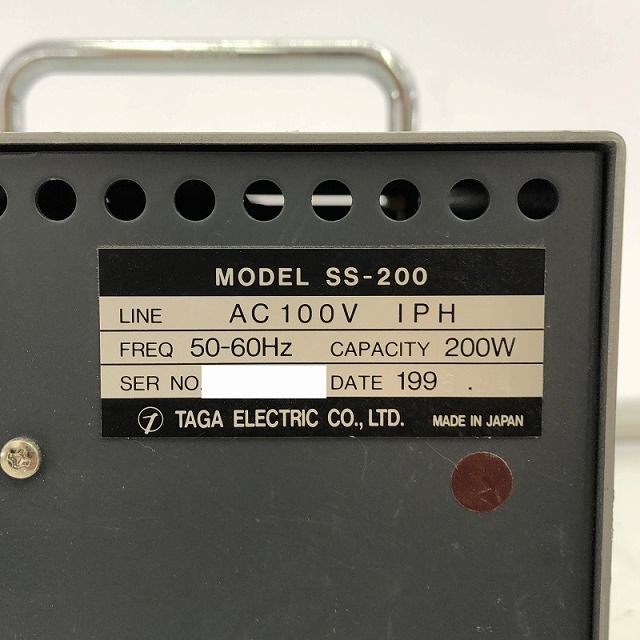 MODEL SS-200
LINE AC100V IPH
FREQ 50-60Hz CAPACITY 200W
SER NO. DATE 199 .
TAGA ELECTRIC CO., LTD. MADE IN JAPAN